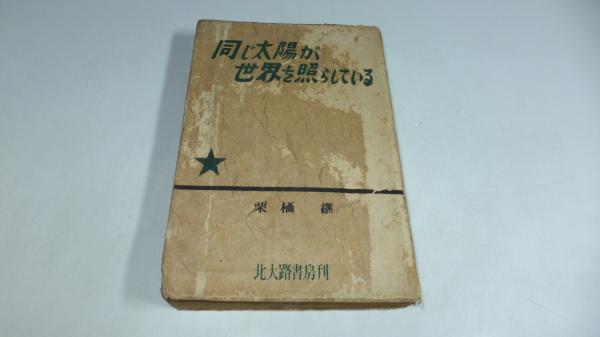 同じ太陽が
世界を照らしている
栗栖 継
北大路書房刊